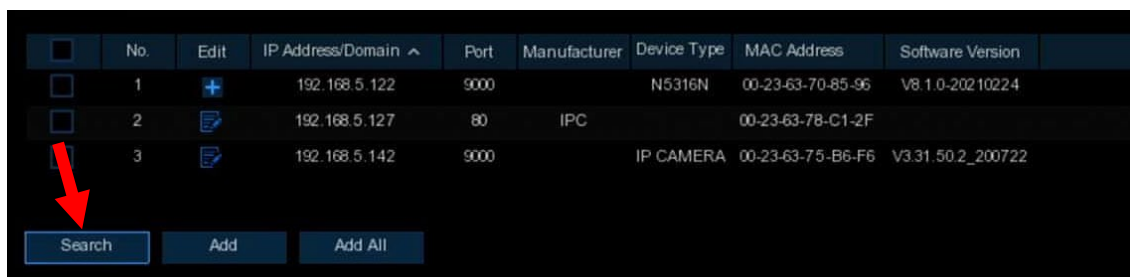 No. Edit IP Address/Domain Port Manufacturer Device Type MAC Address Software Version
1 192.168.5.122 9000 N5316N 00-23-63-70-85-96 V8.1.0-20210224
2 192.168.5.127 80 IPC 00-23-63-78-C1-2F
3 192.168.5.142 9000 IP CAMERA 00-23-63-75-B6-F6 V3.31.50.2_200722
Search Add Add All